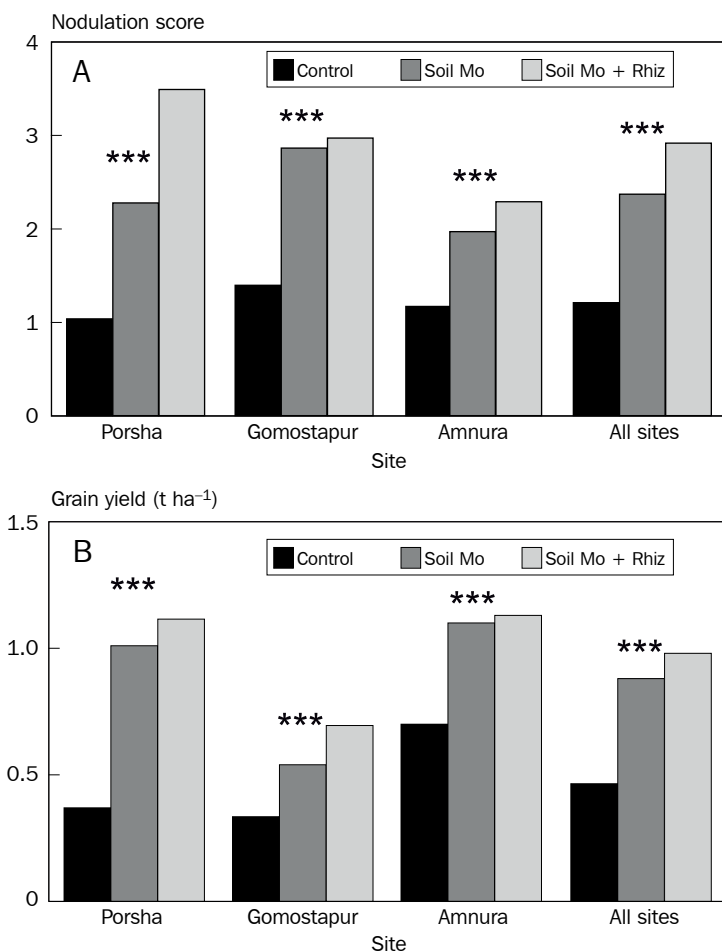 Nodulation score
4
A
Control Soil Mo Soil Mo + Rhiz
***
3
***
***
***
2
1
0
Porsha Gomostapur Amnura All sites
Site
Grain yield (t ha⁻¹)
1.5
B
Control Soil Mo Soil Mo + Rhiz
***
***
1.0
***
***
0.5
0
Porsha Gomostapur Amnura All sites
Site